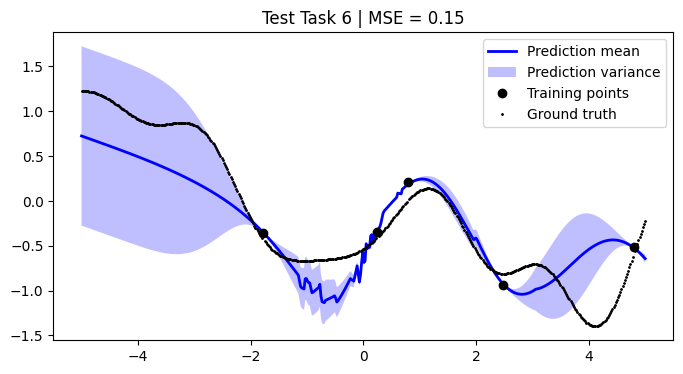 Test Task 6 | MSE = 0.15
Prediction mean
Prediction variance
Training points
Ground truth
1.5
1.0
0.5
0.0
−0.5
−1.0
−1.5
−4
−2
0
2
4